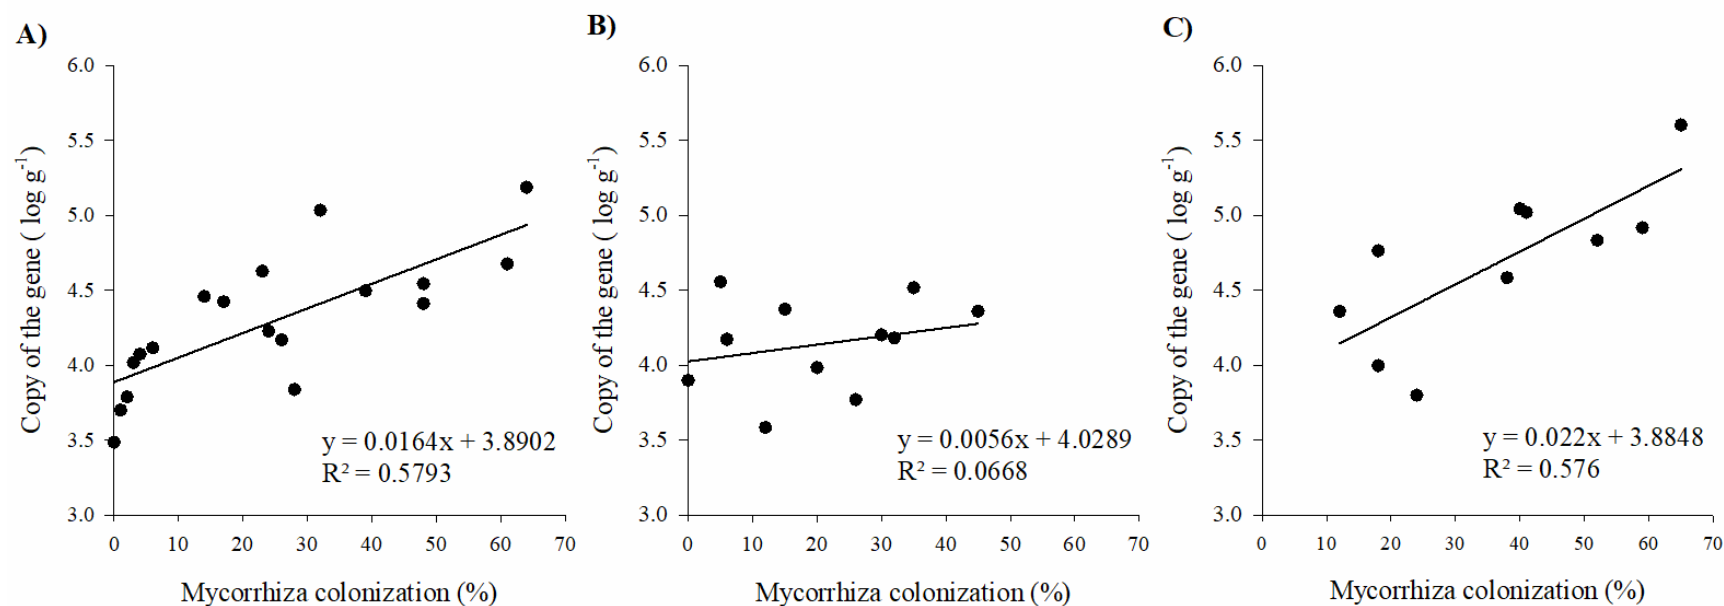 A)
6.0
5.5
5.0
4.5
4.0
3.5
3.0
Copy of the gene ( log g⁻¹)
y = 0.0164x + 3.8902
R² = 0.5793
0 10 20 30 40 50 60 70
Mycorrhiza colonization (%)
B)
6.0
5.5
5.0
4.5
4.0
3.5
3.0
Copy of the gene ( log g⁻¹)
y = 0.0056x + 4.0289
R² = 0.0668
0 10 20 30 40 50 60 70
Mycorrhiza colonization (%)
C)
6.0
5.5
5.0
4.5
4.0
3.5
3.0
Copy of the gene ( log g⁻¹)
y = 0.022x + 3.8848
R² = 0.576
0 10 20 30 40 50 60 70
Mycorrhiza colonization (%)